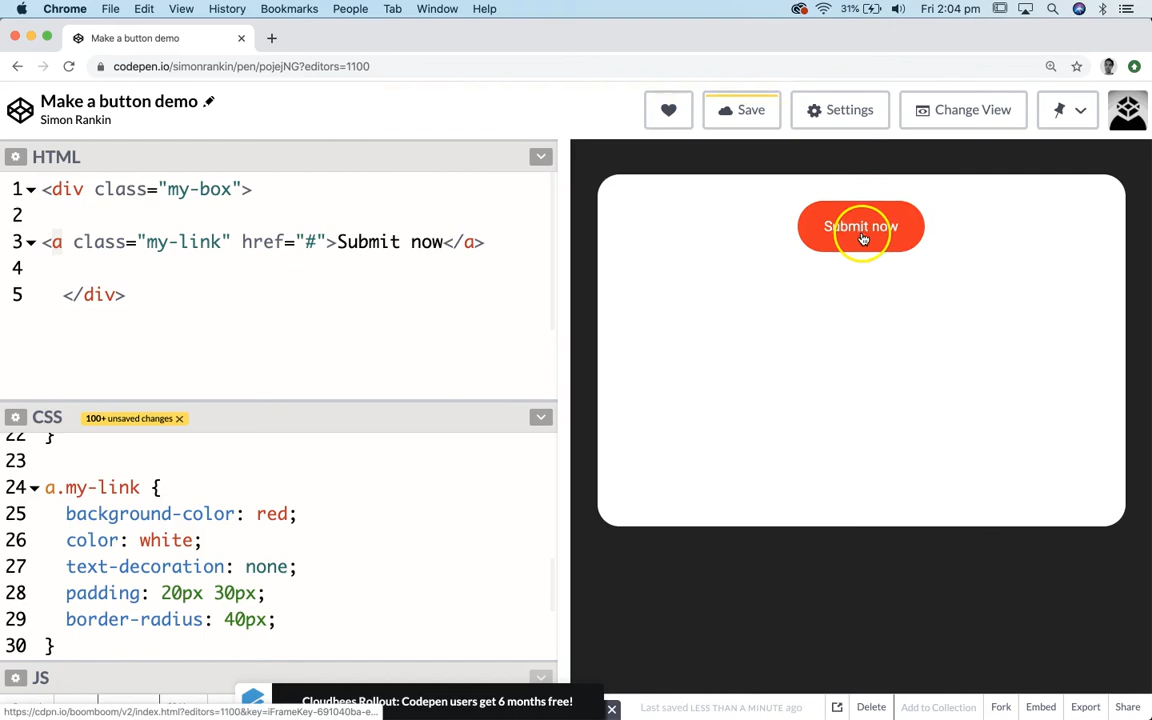 Chrome File Edit View History Bookmarks People Tab Window Help 31% Fri 2:04 pm
Make a button demo
codepen.io/simonrankin/pen/pojejNG?editors=1100
Make a button demo
Simon Rankin
Save Settings Change View
HTML
1 <div class="my-box">
2
3 <a class="my-link" href="#">Submit now</a>
4
5 </div>
CSS 100+ unsaved changes
22 }
23
24 a.my-link {
25 background-color: red;
26 color: white;
27 text-decoration: none;
28 padding: 20px 30px;
29 border-radius: 40px;
30 }
JS
Submit now
Cloudbees Rollout: Codepen users get 6 months free!
https://cdpn.io/boomboom/v2/index.html?editors=1100&key=iFrameKey-691040ba-e...
Last saved LESS THAN A MINUTE AGO Delete Add to Collection Fork Embed Export Share